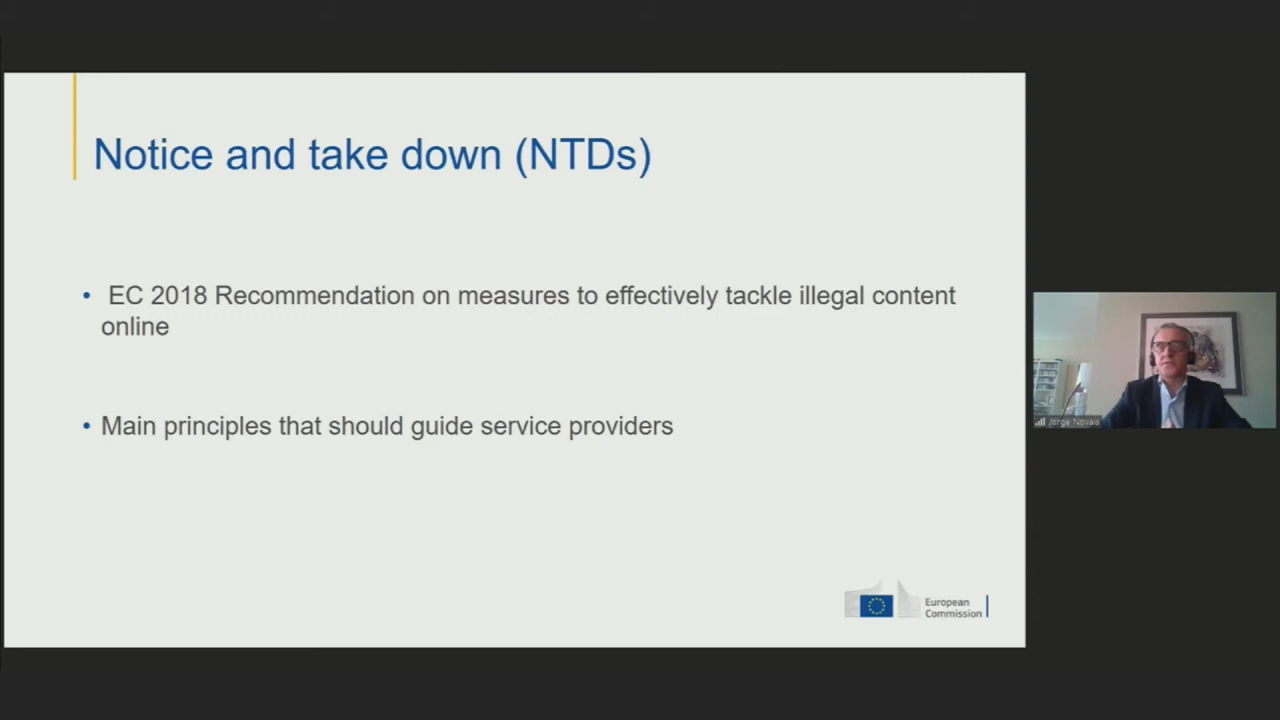 Notice and take down (NTDs)
• EC 2018 Recommendation on measures to effectively tackle illegal content
online
• Main principles that should guide service providers
European
Commission
Jorge Novais